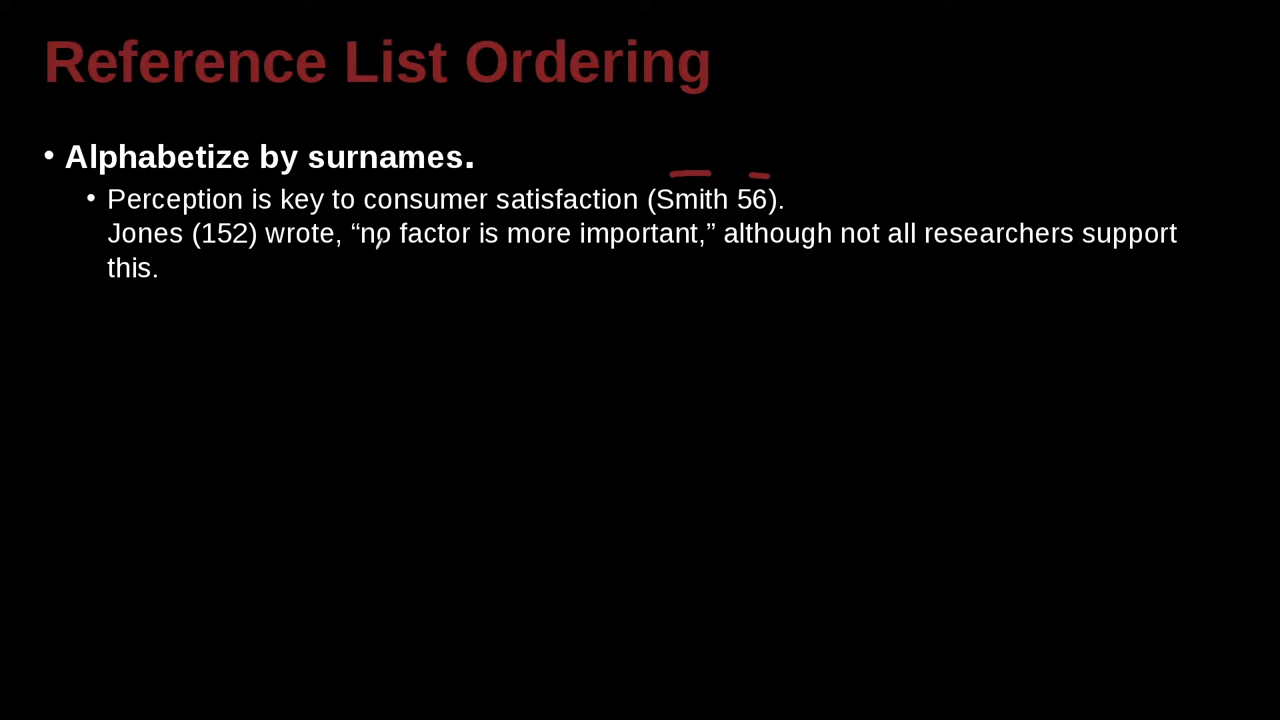 Reference List Ordering
• Alphabetize by surnames.
• Perception is key to consumer satisfaction (Smith 56).
Jones (152) wrote, “no factor is more important,” although not all researchers support
this.